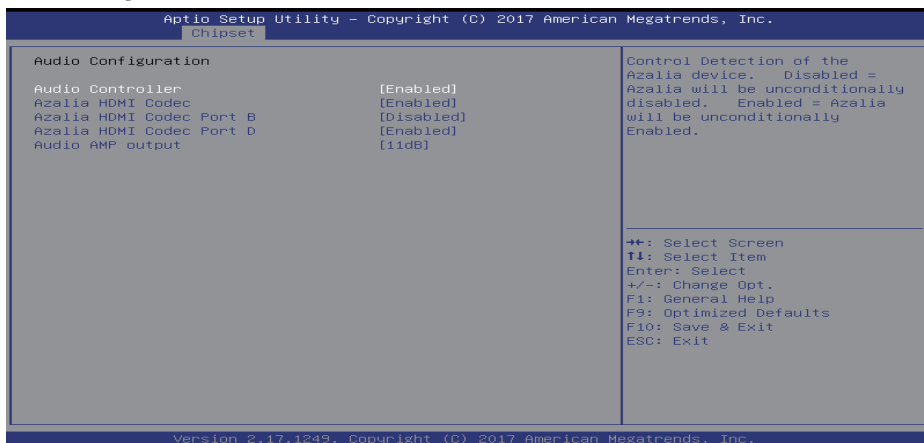 Aptio Setup Utility – Copyright (C) 2017 American Megatrends, Inc.
Chipset
Audio Configuration
Audio Controller [Enabled]
Azalia HDMI Codec [Enabled]
Azalia HDMI Codec Port B [Disabled]
Azalia HDMI Codec Port D [Enabled]
Audio AMP output [11dB]
Control Detection of the
Azalia device. Disabled =
Azalia will be unconditionally
disabled. Enabled = Azalia
will be unconditionally
Enabled.
→←: Select Screen
↑↓: Select Item
Enter: Select
+/-: Change Opt.
F1: General Help
F9: Optimized Defaults
F10: Save & Exit
ESC: Exit
Version 2.17.1249. Copyright (C) 2017 American Megatrends, Inc.